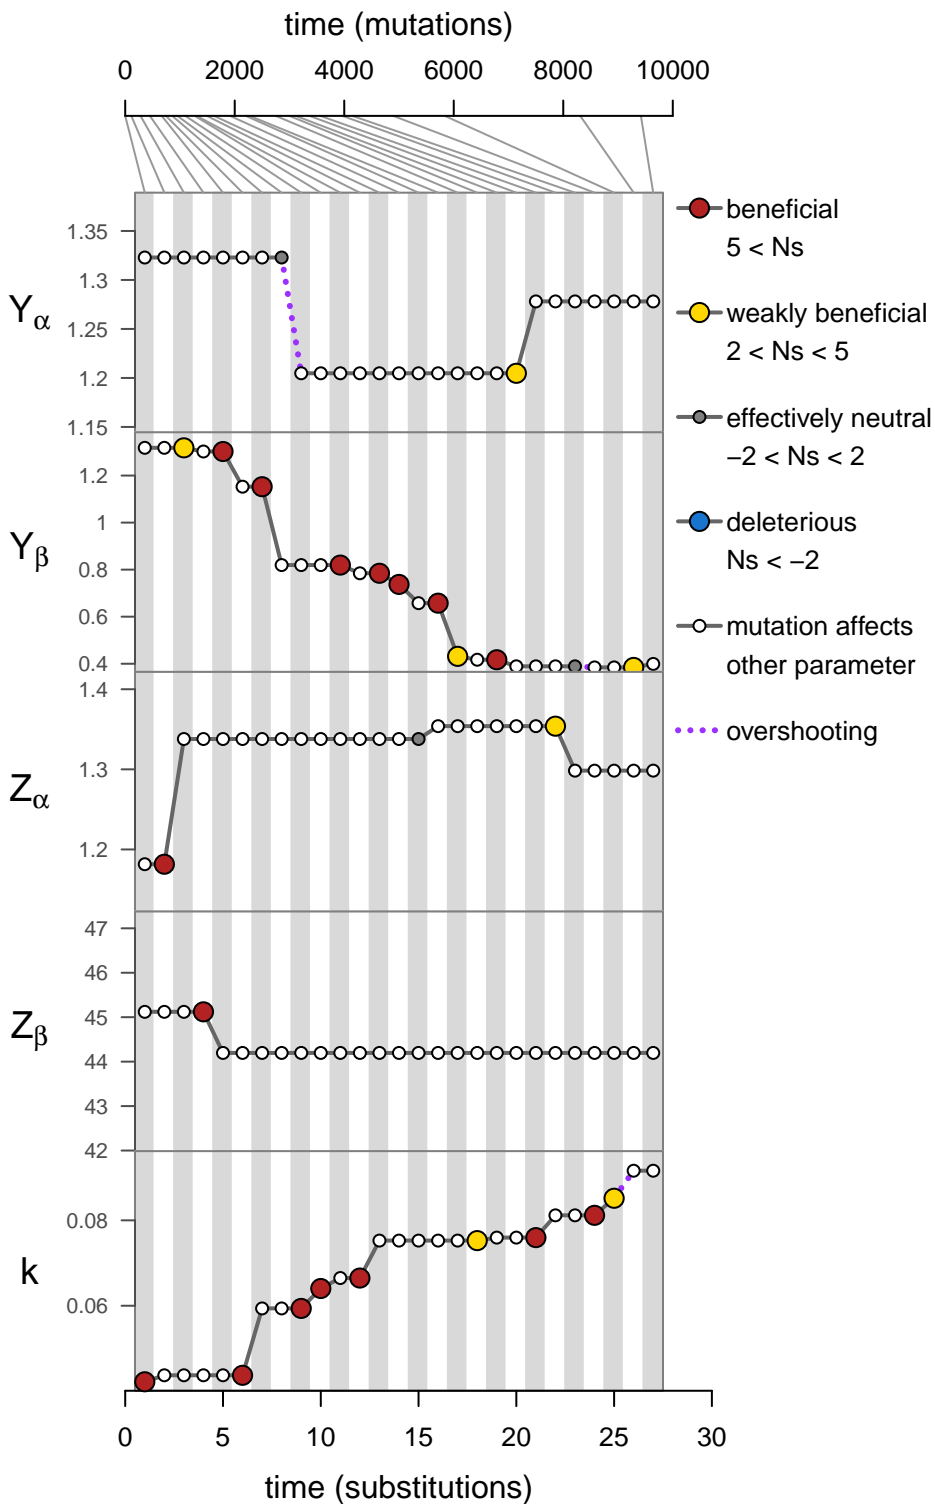 time (mutations)
0 2000 4000 6000 8000 10000
1.35
1.3
1.25
1.2
1.15
Yα
1.2
1
0.8
0.6
0.4
Yβ
1.4
1.3
1.2
Zα
47
46
45
44
43
42
Zβ
0.08
0.06
k
0 5 10 15 20 25 30
time (substitutions)
beneficial
5 < Ns
weakly beneficial
2 < Ns < 5
effectively neutral
−2 < Ns < 2
deleterious
Ns < −2
mutation affects
other parameter
overshooting